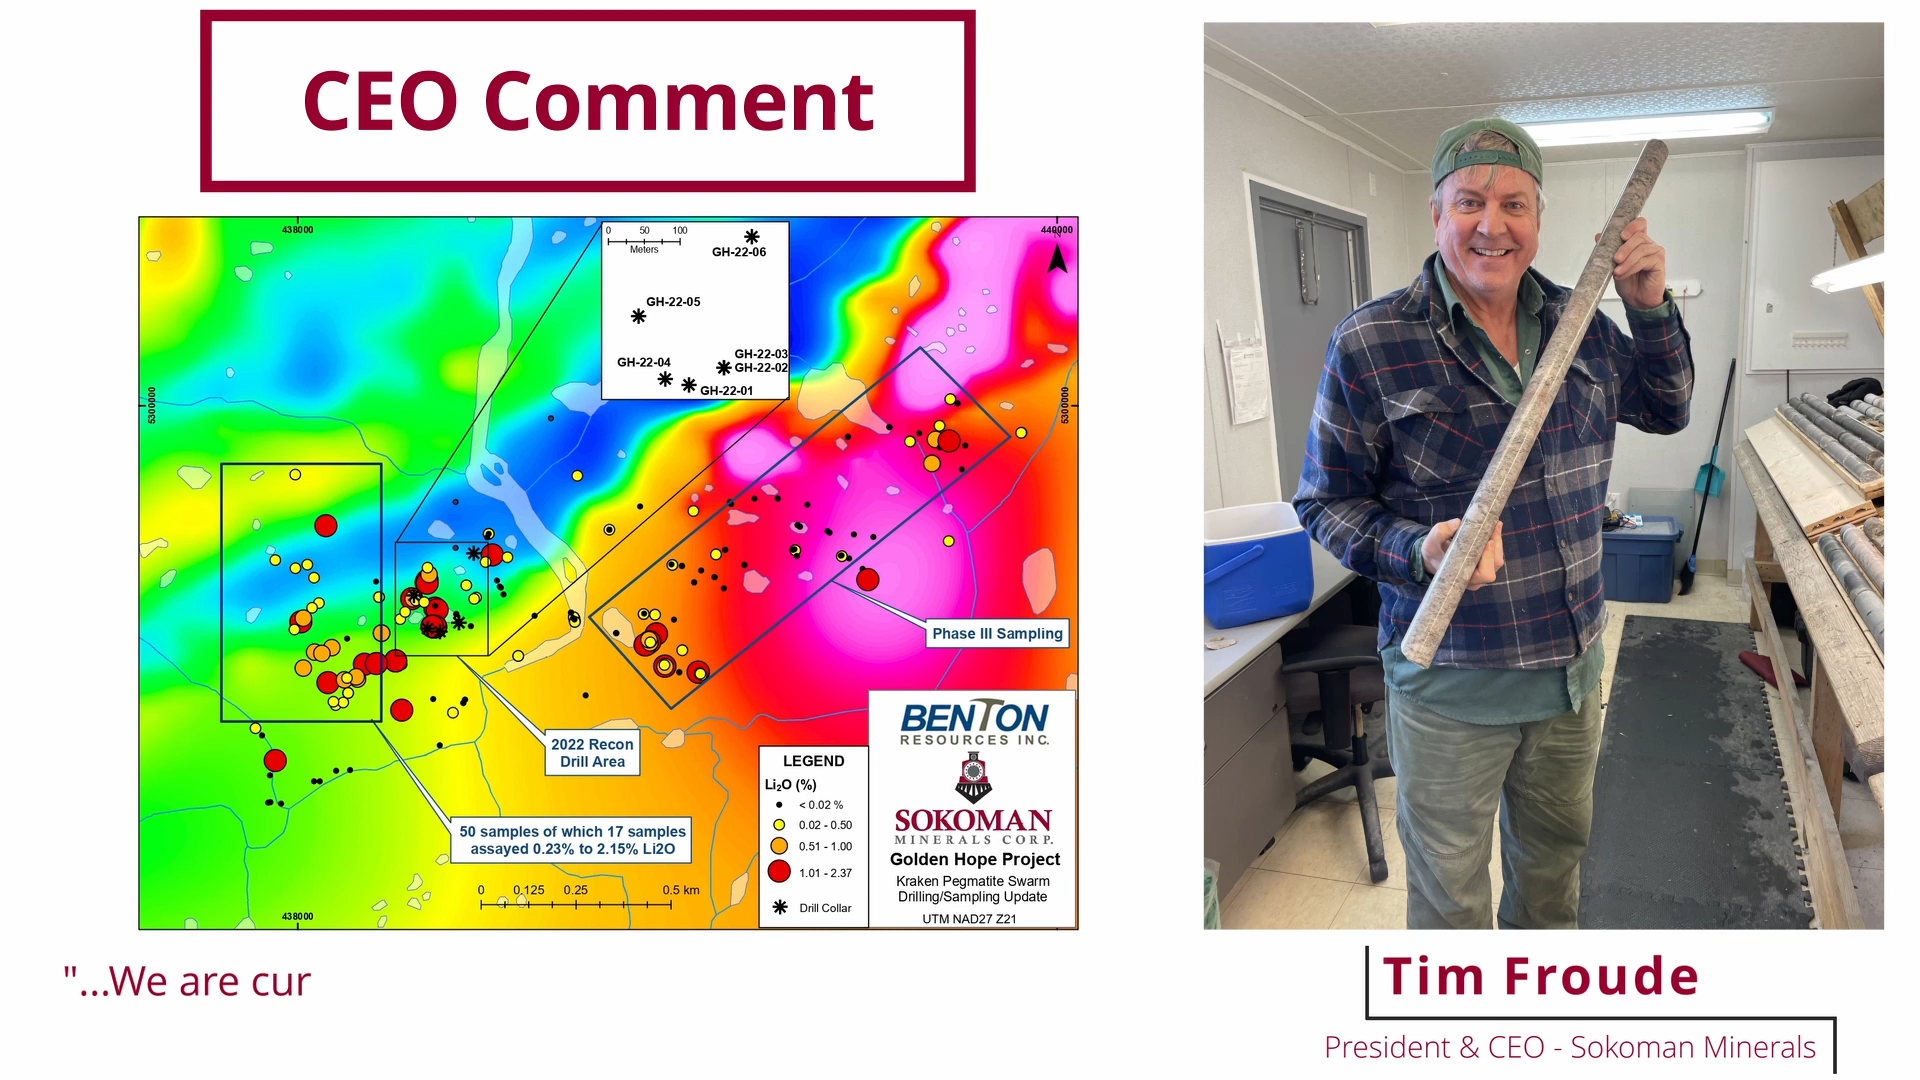 CEO Comment
438000
440000
N
0 50 100
Meters
GH-22-06
GH-22-05
GH-22-04
GH-22-03
GH-22-02
GH-22-01
5300000
5300000
Phase III Sampling
2022 Recon
Drill Area
50 samples of which 17 samples
assayed 0.23% to 2.15% Li2O
0 0.125 0.25 0.5 km
438000
LEGEND
Li₂O (%)
< 0.02 %
0.02 - 0.50
0.51 - 1.00
1.01 - 2.37
Drill Collar
BENTON
RESOURCES INC.
SOKOMAN
MINERALS CORP.
Golden Hope Project
Kraken Pegmatite Swarm
Drilling/Sampling Update
UTM NAD27 Z21
"...We are cur
Tim Froude
President & CEO - Sokoman Minerals